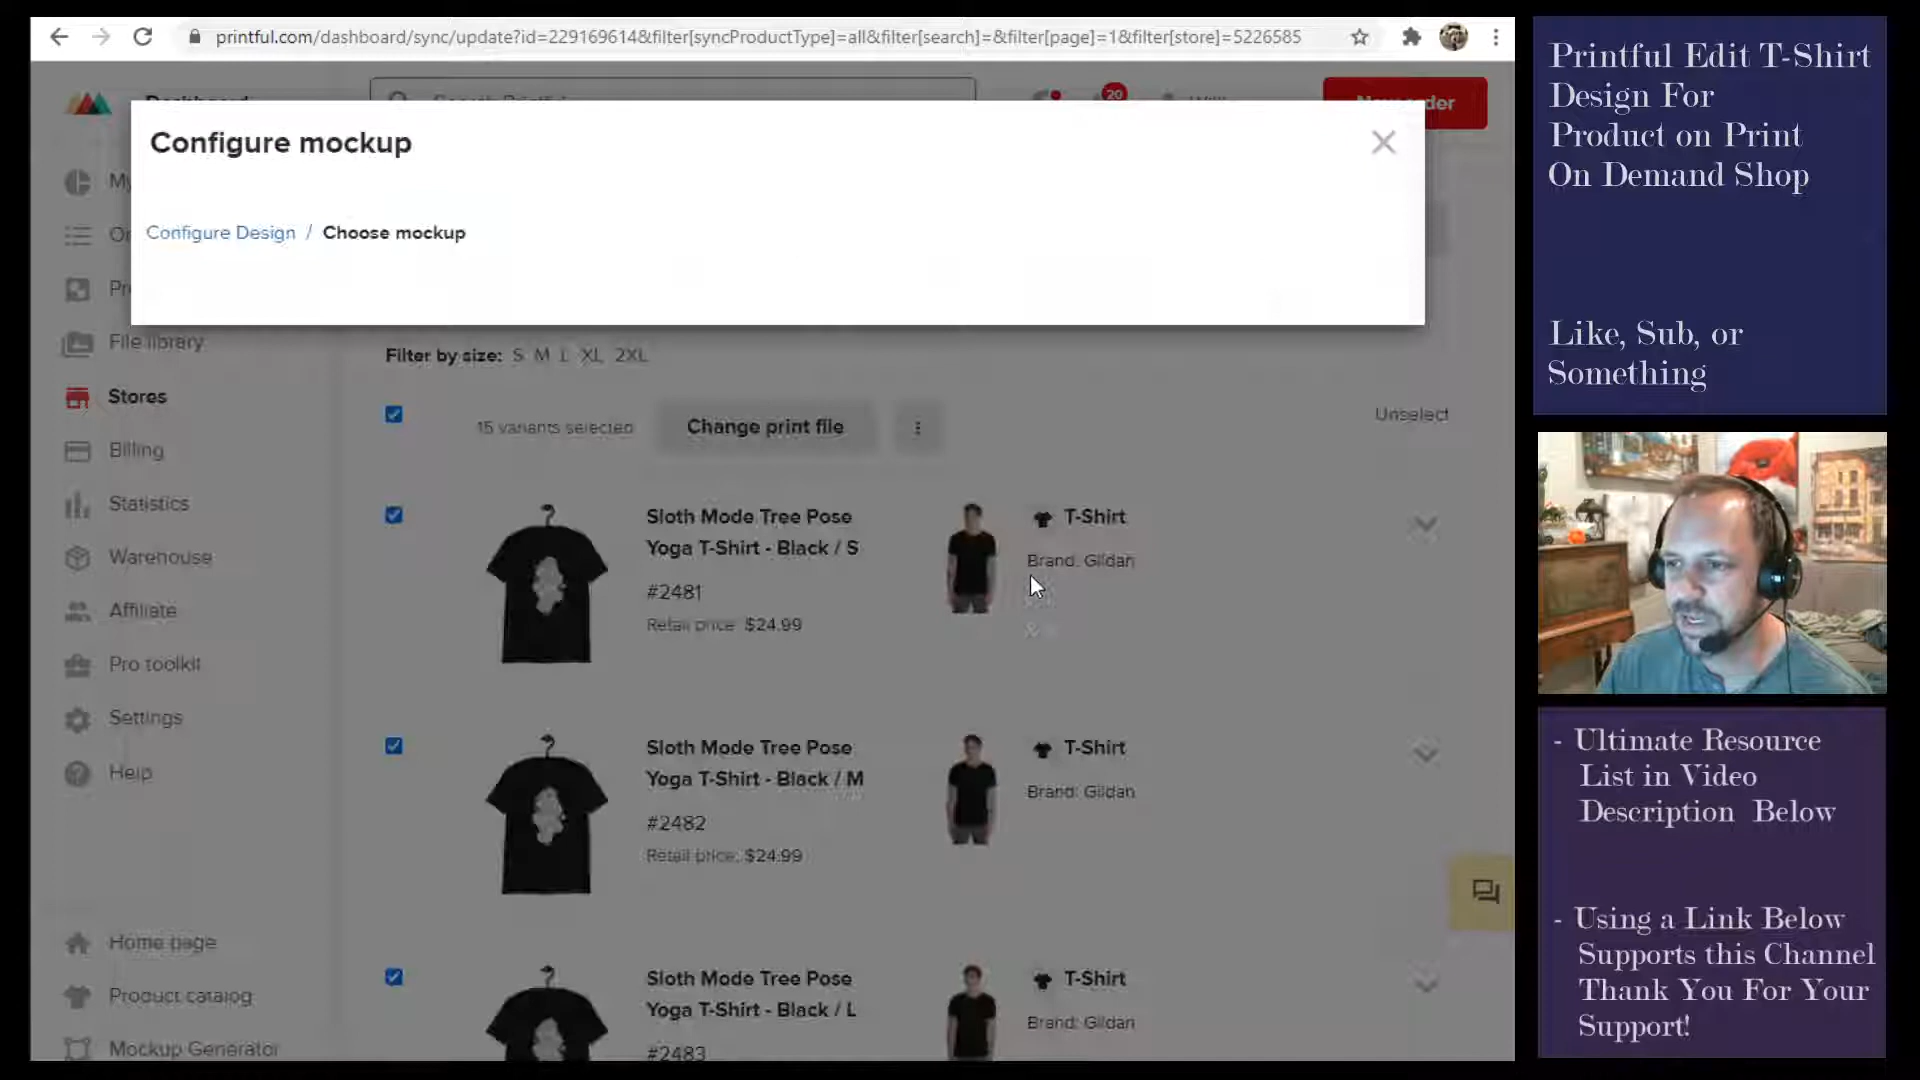 printful.com/dashboard/sync/update?id=229169614&filter[syncProductType]=all&filter[search]=&filter[page]=1&filter[store]=5226585
Dashboard
Search Printful
20
Configure mockup
Configure Design / Choose mockup
File library
Stores
Billing
Statistics
Warehouse
Affiliate
Pro toolkit
Settings
Help
Home page
Product catalog
Mockup Generator
Filter by size: S M L XL 2XL
15 variants selected
Change print file
Unselect
Sloth Mode Tree Pose
Yoga T-Shirt - Black / S
#2481
Retail price: $24.99
T-Shirt
Brand: Gildan
Sloth Mode Tree Pose
Yoga T-Shirt - Black / M
#2482
Retail price: $24.99
T-Shirt
Brand: Gildan
Sloth Mode Tree Pose
Yoga T-Shirt - Black / L
#2483
T-Shirt
Brand: Gildan
Printful Edit T-Shirt
Design For
Product on Print
On Demand Shop
Like, Sub, or
Something
- Ultimate Resource
List in Video
Description Below
- Using a Link Below
Supports this Channel
Thank You For Your
Support!